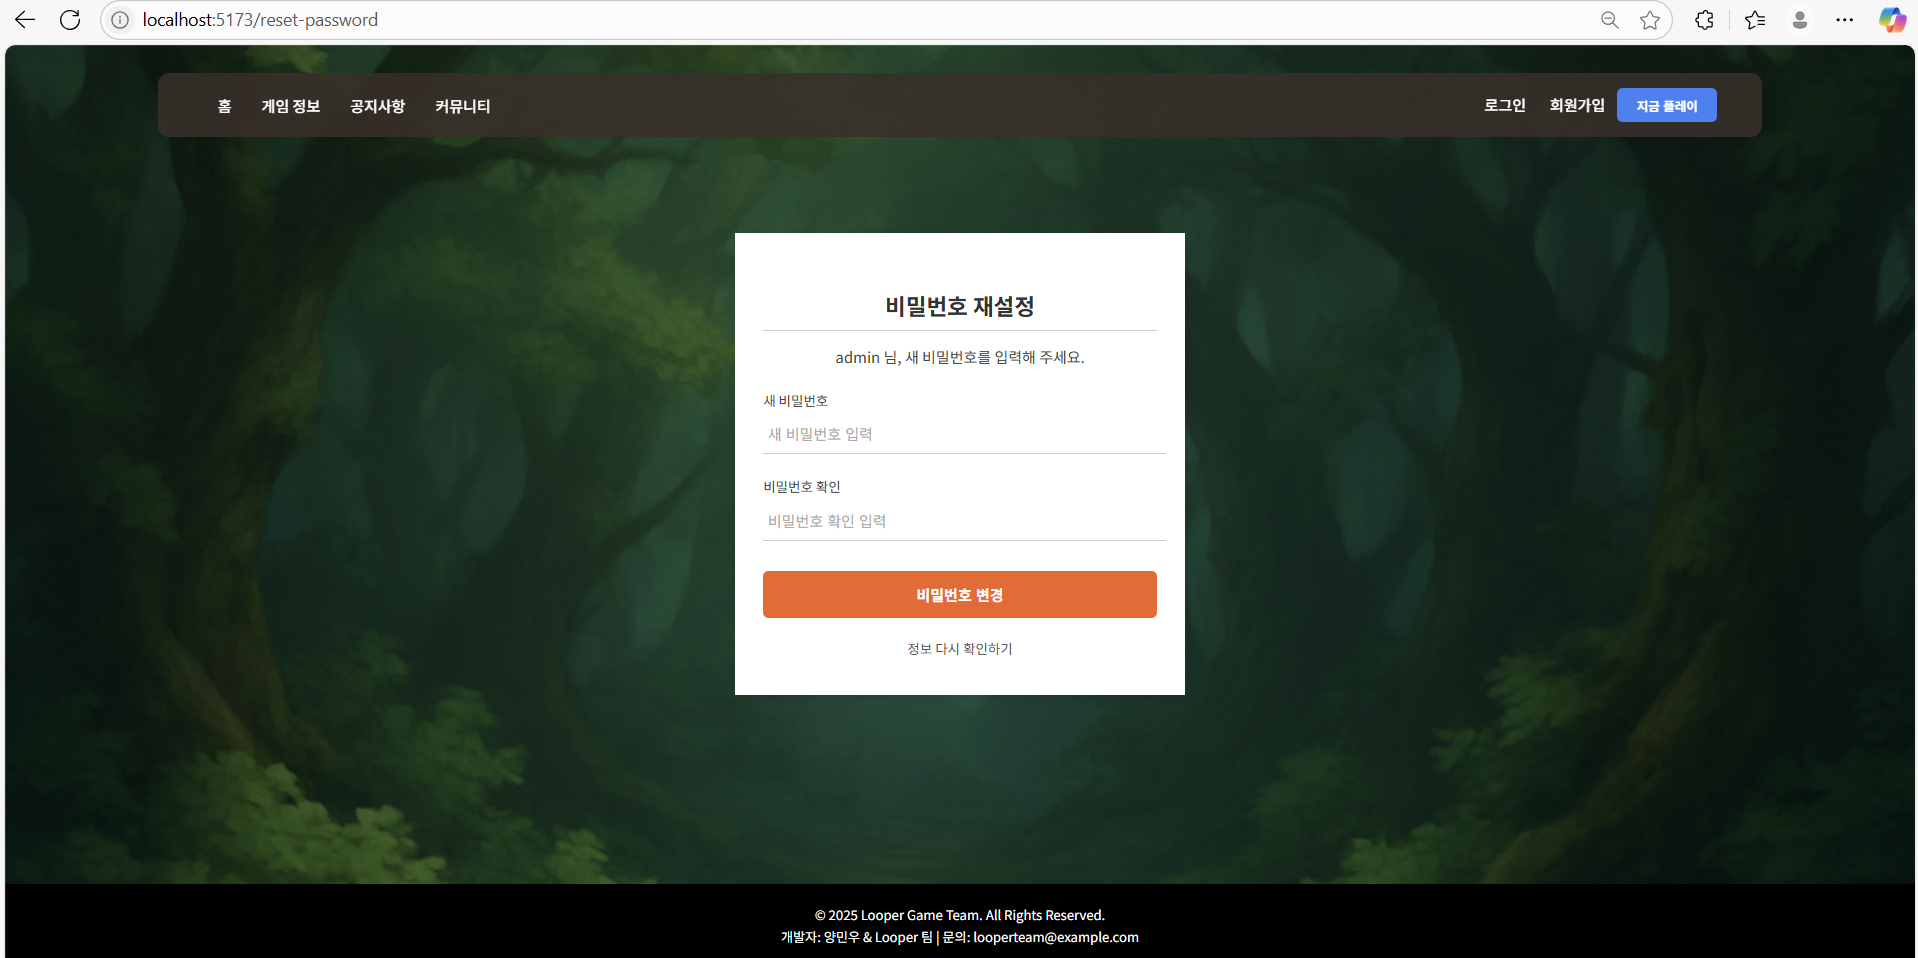 localhost:5173/reset-password
홈 게임 정보 공지사항 커뮤니티 로그인 회원가입 지금 플레이
비밀번호 재설정
admin 님, 새 비밀번호를 입력해 주세요.
새 비밀번호
새 비밀번호 입력
비밀번호 확인
비밀번호 확인 입력
비밀번호 변경
정보 다시 확인하기
© 2025 Looper Game Team. All Rights Reserved.
개발자: 양민우 & Looper 팀 | 문의: looperteam@example.com